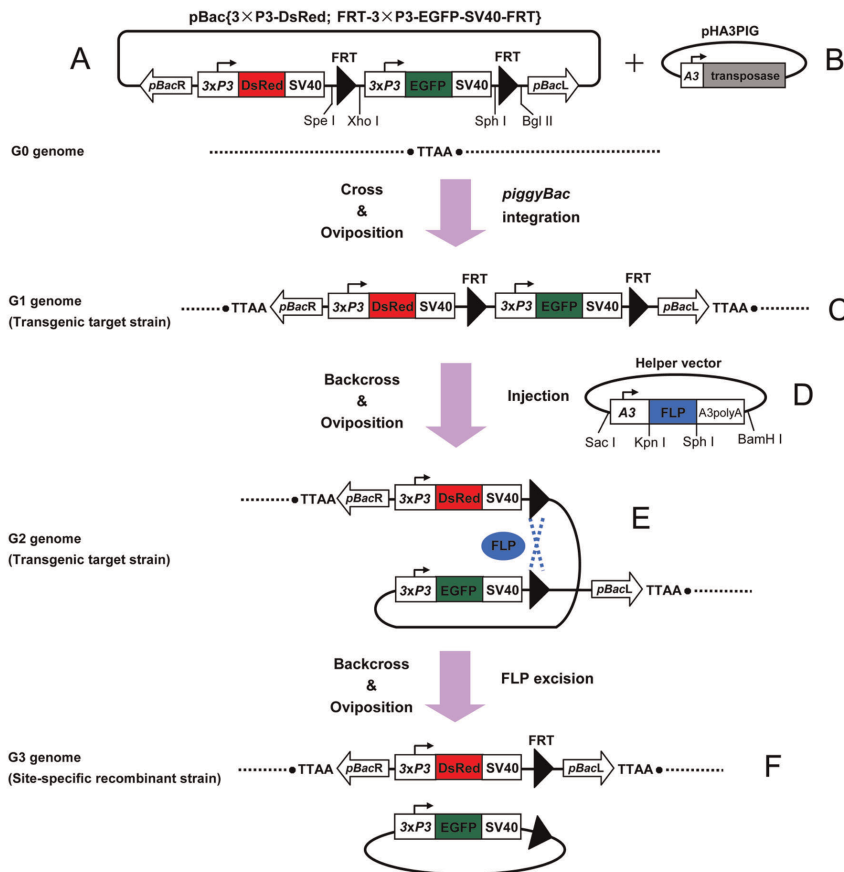 pBac{3×P3-DsRed; FRT-3×P3-EGFP-SV40-FRT}
pHA3PIG
A
B
+
FRT
FRT
pBacR
3xP3
DsRed
SV40
3xP3
EGFP
SV40
pBacL
A3
transposase
Spe I
Xho I
Sph I
Bgl II
G0 genome
TTAA
Cross
&
Oviposition
piggyBac
integration
FRT
FRT
G1 genome
(Transgenic target strain)
TTAA
pBacR
3xP3
DsRed
SV40
3xP3
EGFP
SV40
pBacL
TTAA
C
Backcross
&
Oviposition
Injection
Helper vector
A3
FLP
A3polyA
D
Sac I
Kpn I
Sph I
BamH I
TTAA
pBacR
3xP3
DsRed
SV40
E
G2 genome
(Transgenic target strain)
FLP
3xP3
EGFP
SV40
pBacL
TTAA
Backcross
&
Oviposition
FLP excision
FRT
G3 genome
(Site-specific recombinant strain)
TTAA
pBacR
3xP3
DsRed
SV40
pBacL
TTAA
F
3xP3
EGFP
SV40